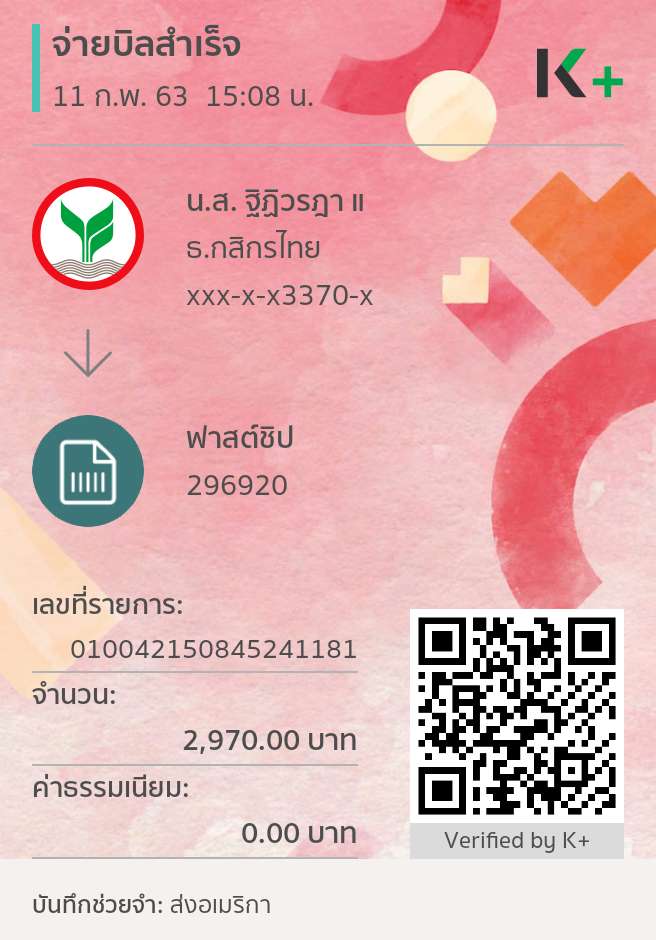 จ่ายบิลสำเร็จ
11 ก.พ. 63 15:08 น.
K+
น.ส. ฐิฏิวรฎา แ
ธ.กสิกรไทย
xxx-x-x3370-x
ฟาสต์ชิป
296920
เลขที่รายการ:
010042150845241181
จำนวน:
2,970.00 บาท
ค่าธรรมเนียม:
0.00 บาท
Verified by K+
บันทึกช่วยจำ: ส่งอเมริกา